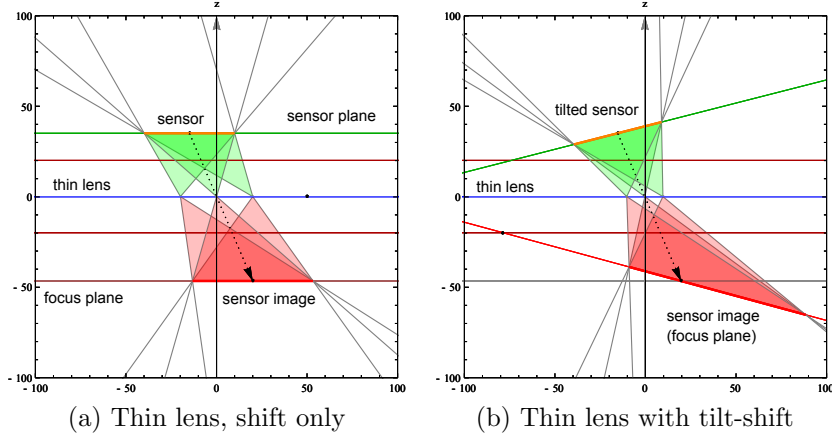 z
100
50
0
- 50
- 100
- 100
- 50
0
50
100
sensor
sensor plane
thin lens
focus plane
sensor image
(a) Thin lens, shift only
z
100
50
0
- 50
- 100
- 100
- 50
0
50
100
tilted sensor
thin lens
sensor image
(focus plane)
(b) Thin lens with tilt-shift